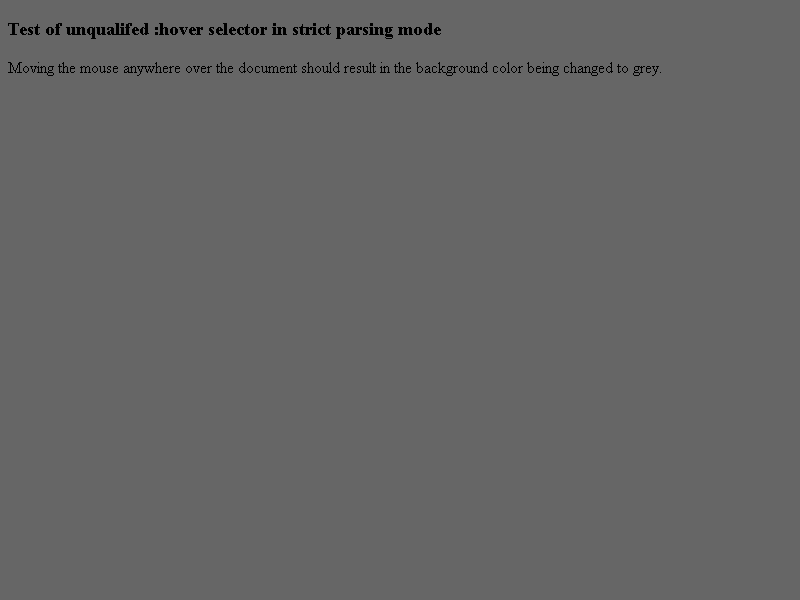 Test of unqualifed :hover selector in strict parsing mode
Moving the mouse anywhere over the document should result in the background color being changed to grey.